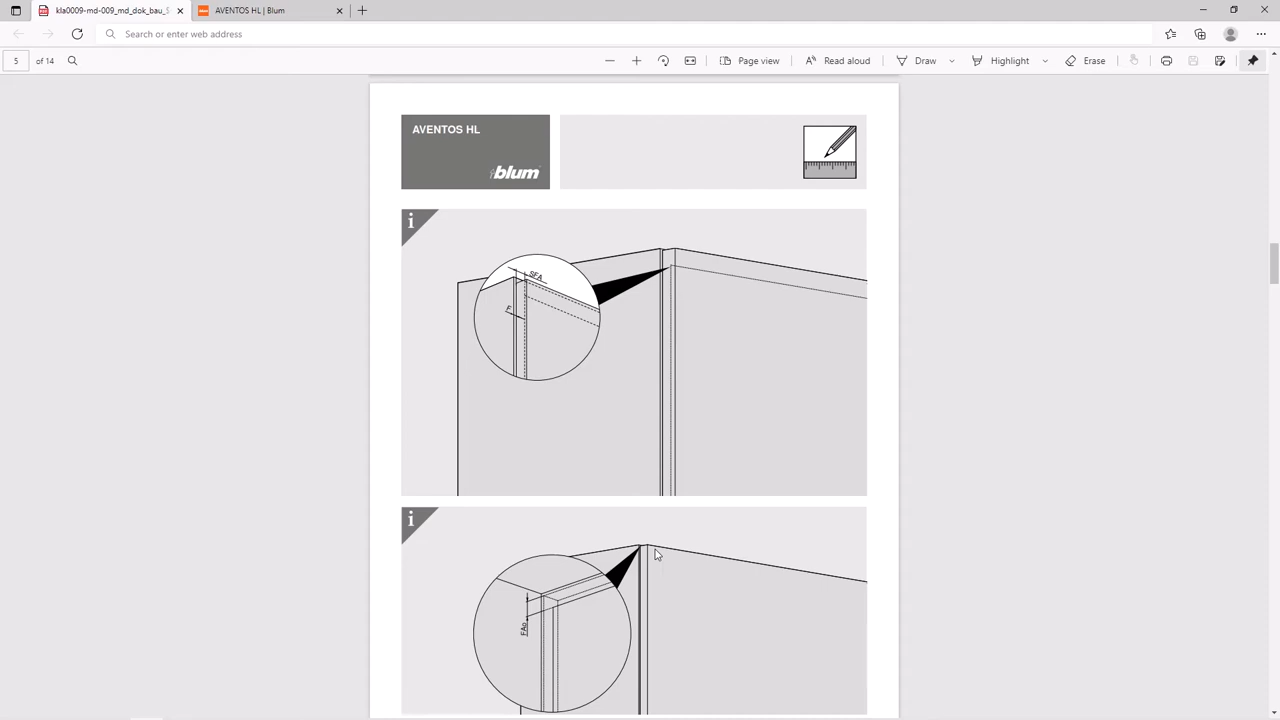 kla0009-md-009_md_dok_bau_S
AVENTOS HL | Blum
Search or enter web address
5
of 14
Page view
Read aloud
Draw
Highlight
Erase
AVENTOS HL
blum
i
SFA
F
i
FAo